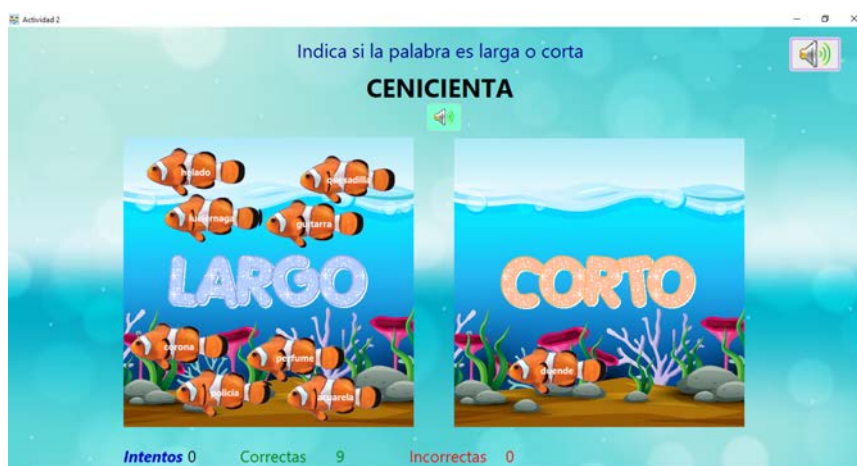 Actividad 2
Indica si la palabra es larga o corta
CENICIENTA
helado
quesadilla
luciérnaga
guitarra
LARGO
CORTO
corona
perfume
duende
policía
acuarela
Intentos 0 Correctas 9 Incorrectas 0